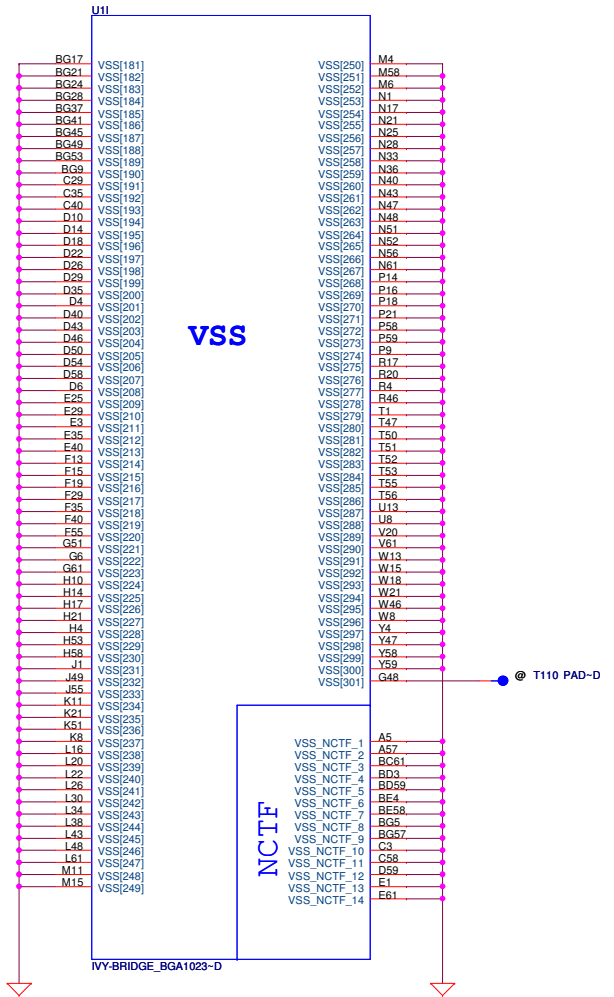 U1I
BG17 VSS[181] VSS[250] M4
BG21 VSS[182] VSS[251] M58
BG24 VSS[183] VSS[252] M6
BG28 VSS[184] VSS[253] N1
BG37 VSS[185] VSS[254] N17
BG41 VSS[186] VSS[255] N21
BG45 VSS[187] VSS[256] N25
BG49 VSS[188] VSS[257] N28
BG53 VSS[189] VSS[258] N33
BG9 VSS[190] VSS[259] N36
C29 VSS[191] VSS[260] N40
C35 VSS[192] VSS[261] N43
C40 VSS[193] VSS[262] N47
D10 VSS[194] VSS[263] N48
D14 VSS[195] VSS[264] N51
D18 VSS[196] VSS[265] N52
D22 VSS[197] VSS[266] N56
D26 VSS[198] VSS[267] N61
D29 VSS[199] VSS[268] P14
D35 VSS[200] VSS[269] P16
D4 VSS[201] VSS[270] P18
D40 VSS[202] VSS[271] P21
D43 VSS[203] VSS[272] P58
VSS
D46 VSS[204] VSS[273] P59
D50 VSS[205] VSS[274] P9
D54 VSS[206] VSS[275] R17
D58 VSS[207] VSS[276] R20
D6 VSS[208] VSS[277] R4
E25 VSS[209] VSS[278] R46
E29 VSS[210] VSS[279] T1
E3 VSS[211] VSS[280] T47
E35 VSS[212] VSS[281] T50
E40 VSS[213] VSS[282] T51
F13 VSS[214] VSS[283] T52
F15 VSS[215] VSS[284] T53
F19 VSS[216] VSS[285] T55
F29 VSS[217] VSS[286] T56
F35 VSS[218] VSS[287] U13
F40 VSS[219] VSS[288] U8
F55 VSS[220] VSS[289] V20
G51 VSS[221] VSS[290] V61
G6 VSS[222] VSS[291] W13
G61 VSS[223] VSS[292] W15
H10 VSS[224] VSS[293] W18
H14 VSS[225] VSS[294] W21
H17 VSS[226] VSS[295] W46
H21 VSS[227] VSS[296] W8
H4 VSS[228] VSS[297] Y4
H53 VSS[229] VSS[298] Y47
H58 VSS[230] VSS[299] Y58
J1 VSS[231] VSS[300] Y59
J49 VSS[232] VSS[301] G48 @ T110 PAD~D
J55 VSS[233]
K11 VSS[234]
K21 VSS[235]
K51 VSS[236]
K8 VSS[237] VSS_NCTF_1 A5
L16 VSS[238] VSS_NCTF_2 A57
L20 VSS[239] VSS_NCTF_3 BC61
L22 VSS[240] VSS_NCTF_4 BD3
L26 VSS[241] VSS_NCTF_5 BD59
L30 VSS[242] VSS_NCTF_6 BE4
L34 VSS[243] VSS_NCTF_7 BE58
L38 VSS[244] VSS_NCTF_8 BG5
L43 VSS[245] VSS_NCTF_9 BG57
NCTF
L48 VSS[246] VSS_NCTF_10 C3
L61 VSS[247] VSS_NCTF_11 C58
M11 VSS[248] VSS_NCTF_12 D59
M15 VSS[249] VSS_NCTF_13 E1
VSS_NCTF_14 E61
IVY-BRIDGE_BGA1023~D